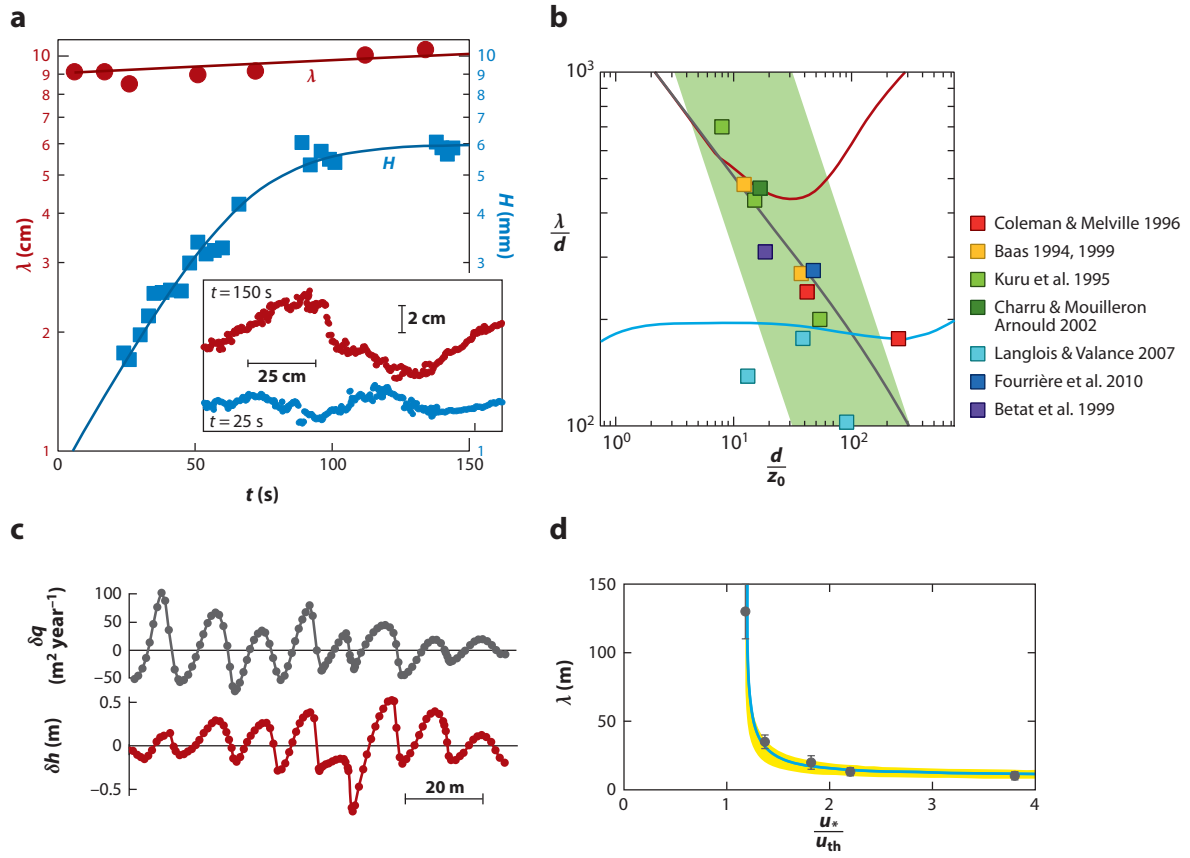 a
10
9
8
7
6
5
4
3
2
1
λ (cm)
λ
H
10
9
8
7
6
5
4
3
2
1
H (mm)
t = 150 s
2 cm
25 cm
t = 25 s
0
50
100
150
t (s)
b
10³
10²
λ
d
10⁰
10¹
10²
d
z₀
Coleman & Melville 1996
Baas 1994, 1999
Kuru et al. 1995
Charru & Mouilleron
Arnould 2002
Langlois & Valance 2007
Fourrière et al. 2010
Betat et al. 1999
c
δq
(m² year⁻¹)
100
50
0
−50
δh (m)
0.5
0
−0.5
20 m
d
150
100
50
0
λ (m)
0
1
2
3
4
u*
uth